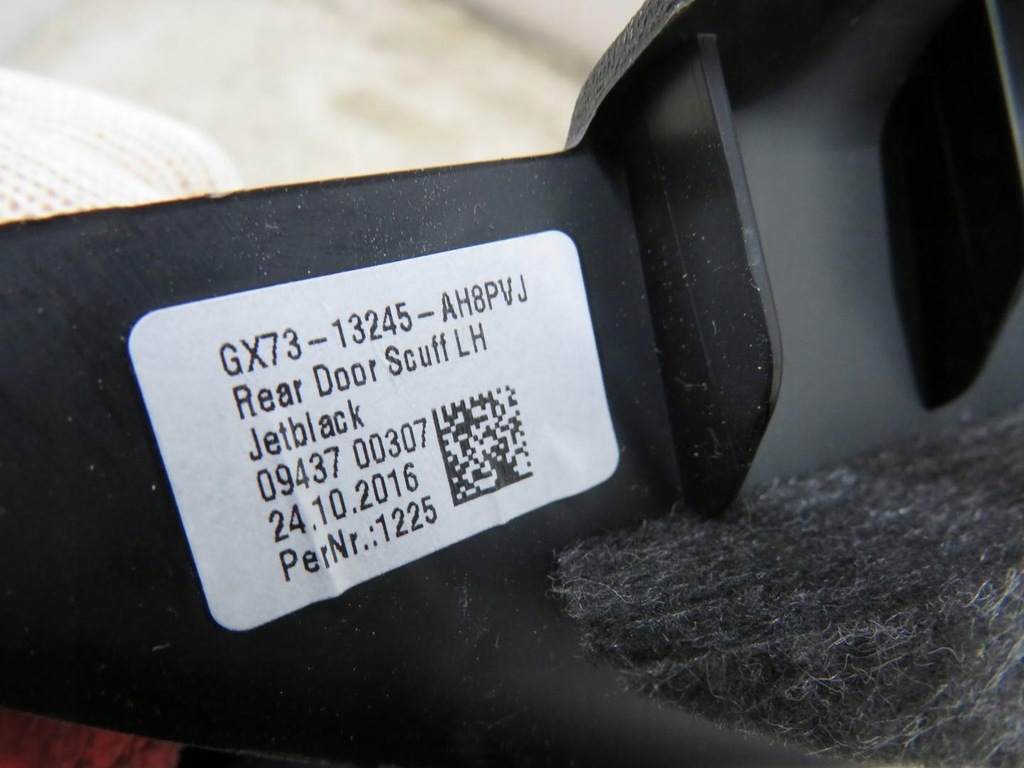 GX73-13245-AH8PVJ
Rear Door Scuff LH
Jetblack
09437 00307
24.10.2016
PerNr.:1225